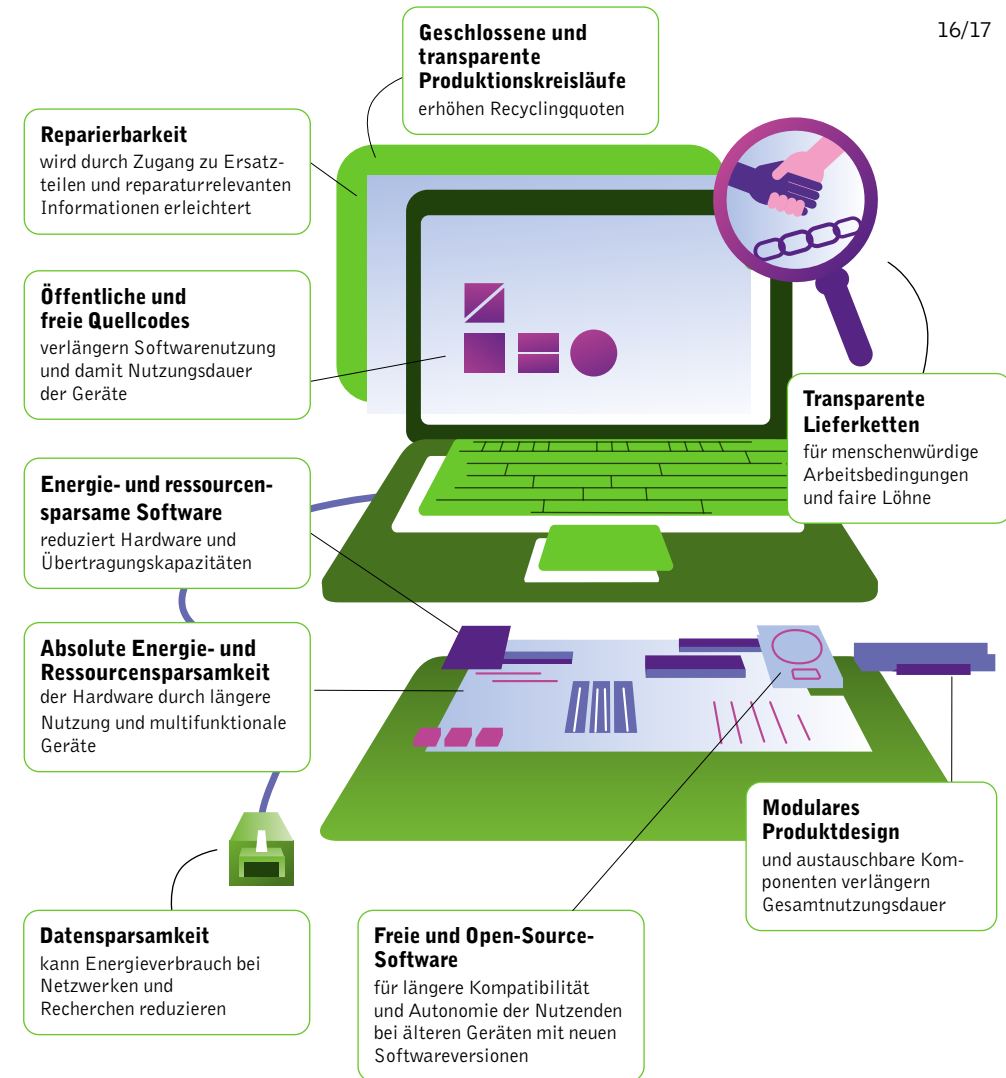 16/17
Geschlossene und
transparente
Produktionskreisläufe
erhöhen Recyclingquoten
Reparierbarkeit
wird durch Zugang zu Ersatz-
teilen und reparaturrelevanten
Informationen erleichtert
Öffentliche und
freie Quellcodes
verlängern Softwarenutzung
und damit Nutzungsdauer
der Geräte
Transparente
Lieferketten
für menschenwürdige
Arbeitsbedingungen
und faire Löhne
Energie- und ressourcen-
sparsame Software
reduziert Hardware und
Übertragungskapazitäten
Absolute Energie- und
Ressourcensparsamkeit
der Hardware durch längere
Nutzung und multifunktionale
Geräte
Modulares
Produktdesign
und austauschbare Kom-
ponenten verlängern
Gesamtnutzungsdauer
Datensparsamkeit
kann Energieverbrauch bei
Netzwerken und
Recherchen reduzieren
Freie und Open-Source-
Software
für längere Kompatibilität
und Autonomie der Nutzenden
bei älteren Geräten mit neuen
Softwareversionen